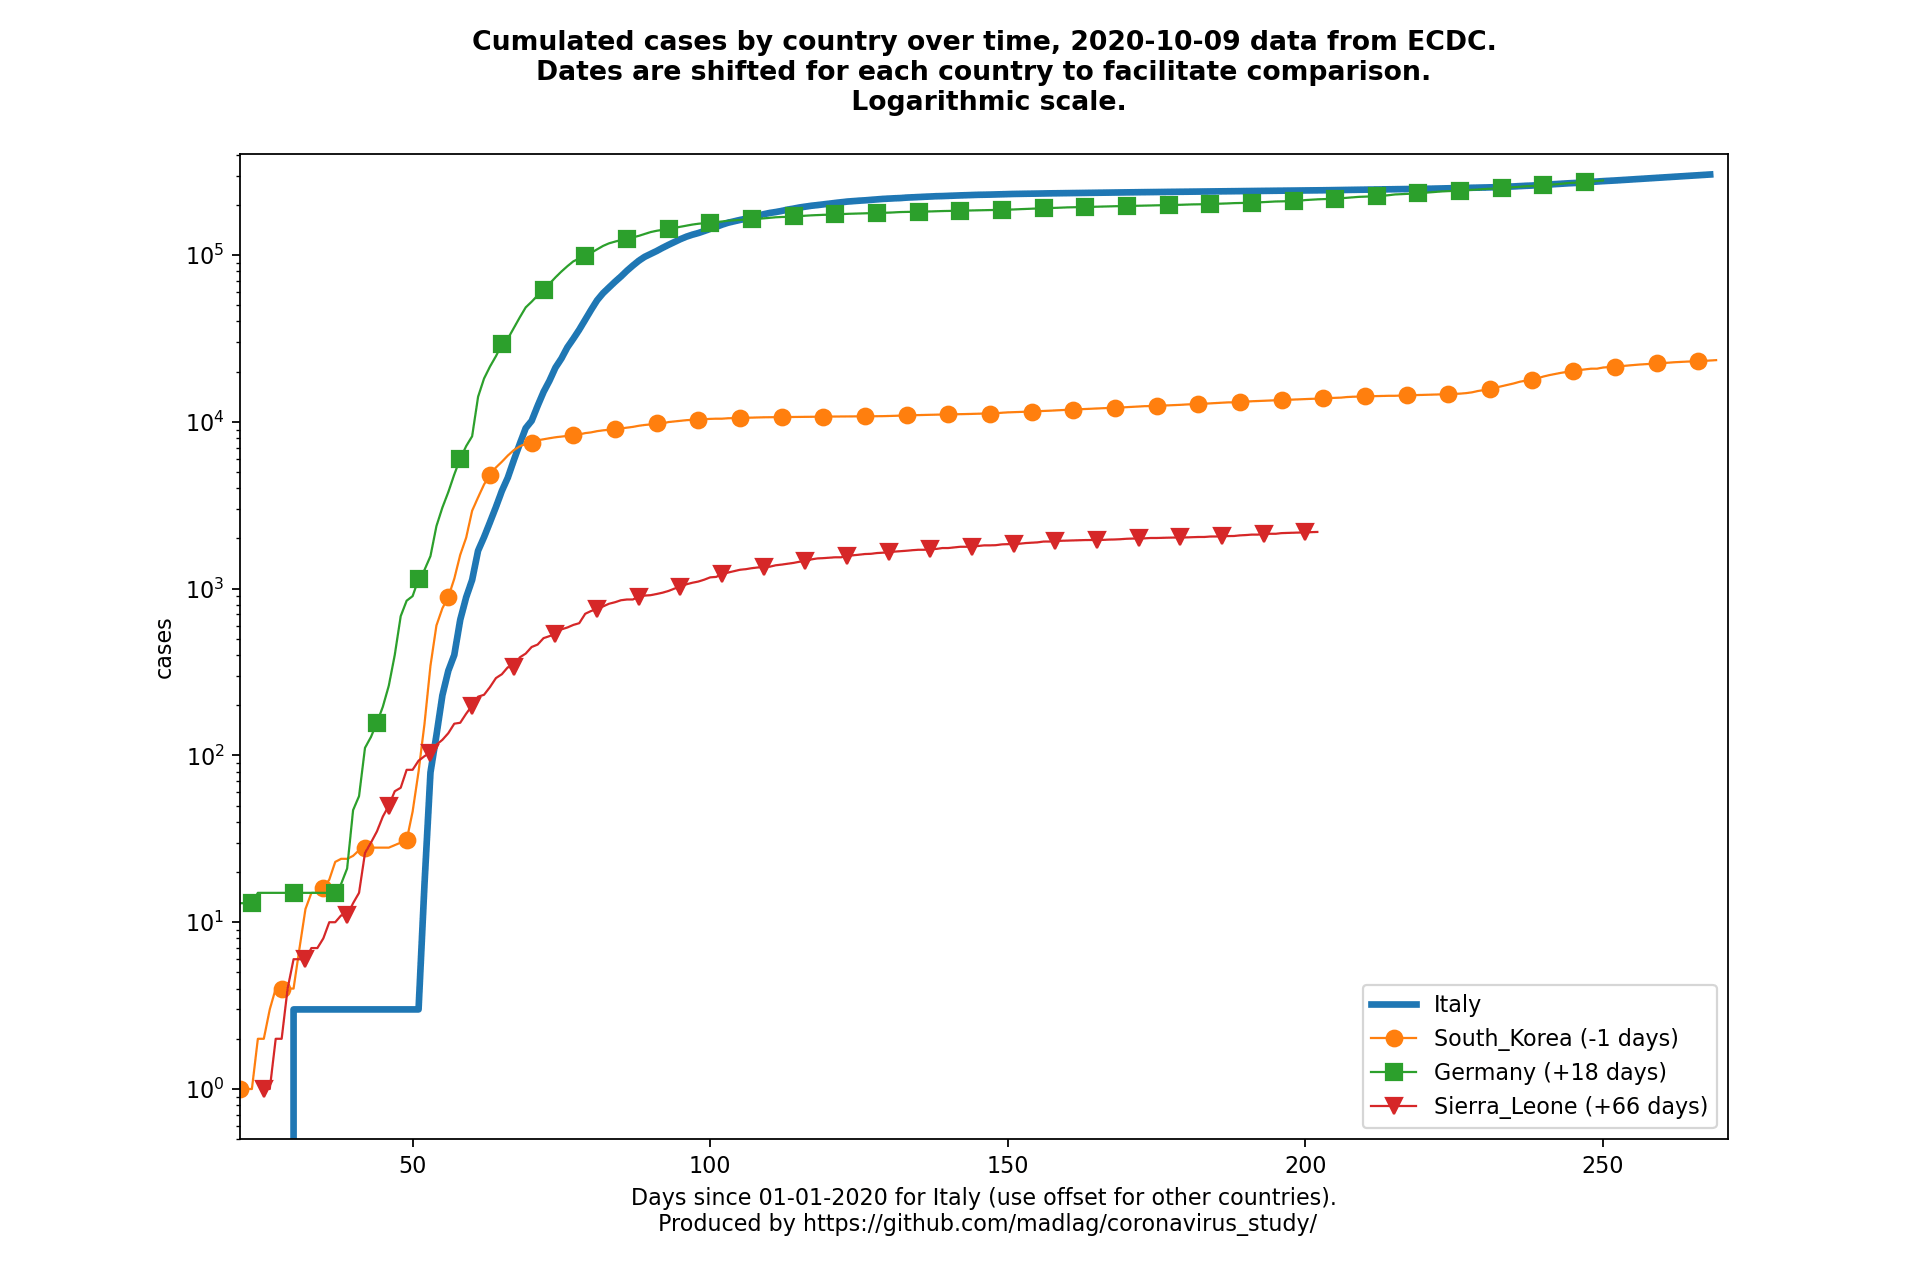 Cumulated cases by country over time, 2020-10-09 data from ECDC.
Dates are shifted for each country to facilitate comparison.
Logarithmic scale.
10^5
10^4
10^3
10^2
10^1
10^0
cases
Italy
South_Korea (-1 days)
Germany (+18 days)
Sierra_Leone (+66 days)
50 100 150 200 250
Days since 01-01-2020 for Italy (use offset for other countries).
Produced by https://github.com/madlag/coronavirus_study/